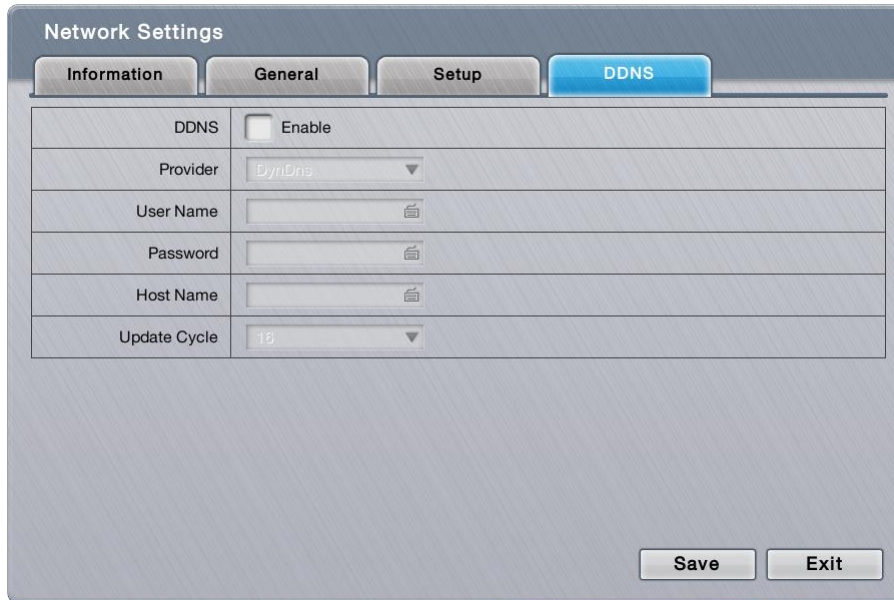 Network Settings
Information General Setup DDNS
DDNS Enable
Provider DynDns
User Name
Password
Host Name
Update Cycle 16
Save Exit